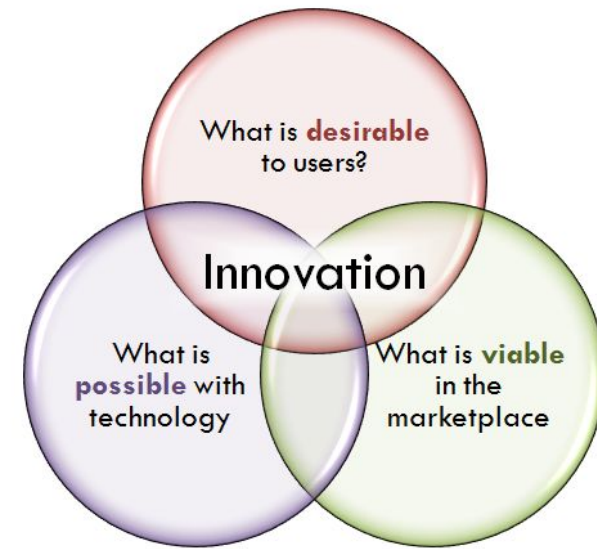 What is desirable
to users?
Innovation
What is
possible with
technology
What is viable
in the
marketplace